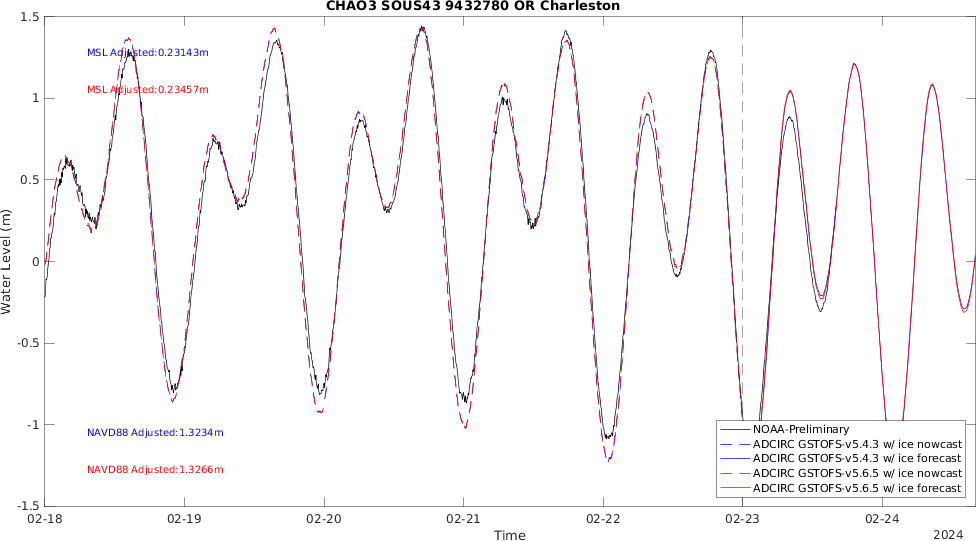 CHAO3 SOUS43 9432780 OR Charleston
1.5
1
0.5
0
-0.5
-1
-1.5
Water Level (m)
MSL Adjusted:0.23143m
MSL Adjusted:0.23457m
NAVD88 Adjusted:1.3234m
NAVD88 Adjusted:1.3266m
NOAA-Preliminary
ADCIRC GSTOFS-v5.4.3 w/ ice nowcast
ADCIRC GSTOFS-v5.4.3 w/ ice forecast
ADCIRC GSTOFS-v5.6.5 w/ ice nowcast
ADCIRC GSTOFS-v5.6.5 w/ ice forecast
02-18 02-19 02-20 02-21 02-22 02-23 02-24
Time
2024